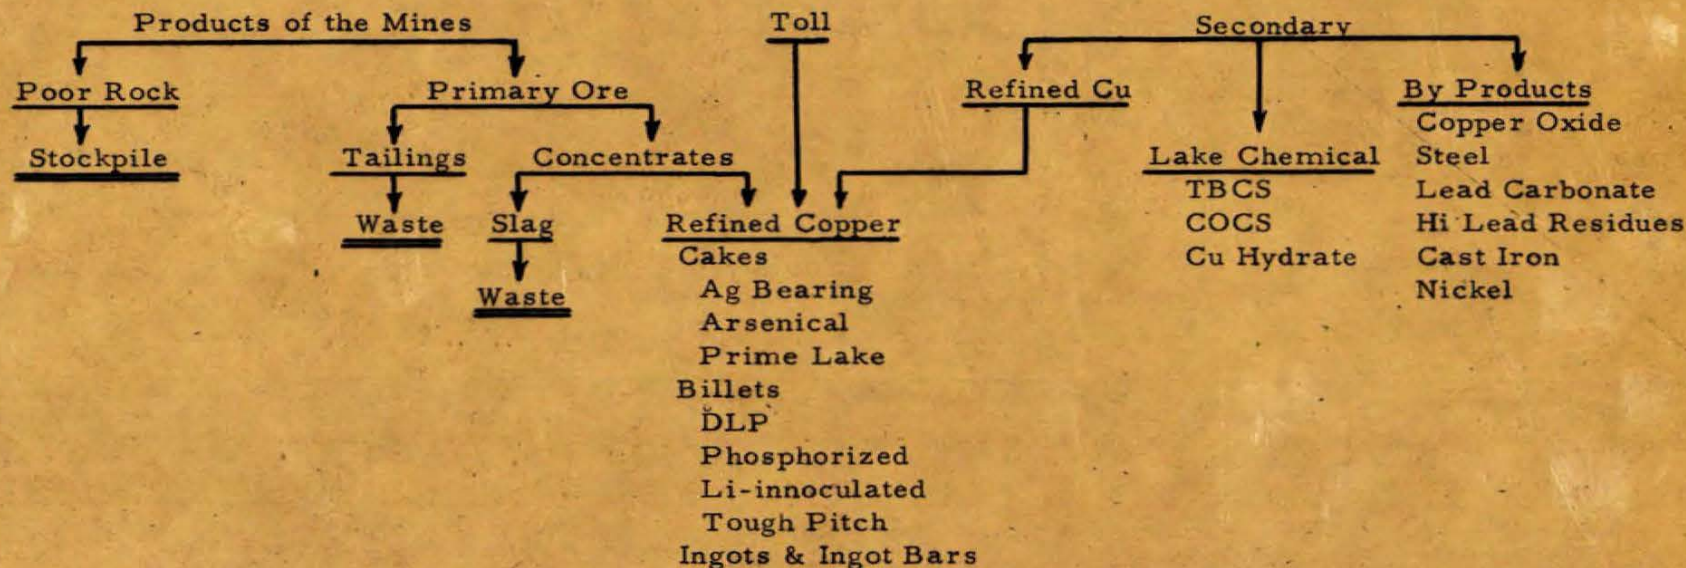 Products of the Mines
Toll
Secondary
Poor Rock
Primary Ore
Refined Cu
By Products
Copper Oxide
Stockpile
Tailings
Concentrates
Lake Chemical
Steel
TBCS
Lead Carbonate
Waste
Slag
Refined Copper
COCS
Hi Lead Residues
Cakes
Cu Hydrate
Cast Iron
Waste
Ag Bearing
Nickel
Arsenical
Prime Lake
Billets
DLP
Phosphorized
Li-innoculated
Tough Pitch
Ingots & Ingot Bars